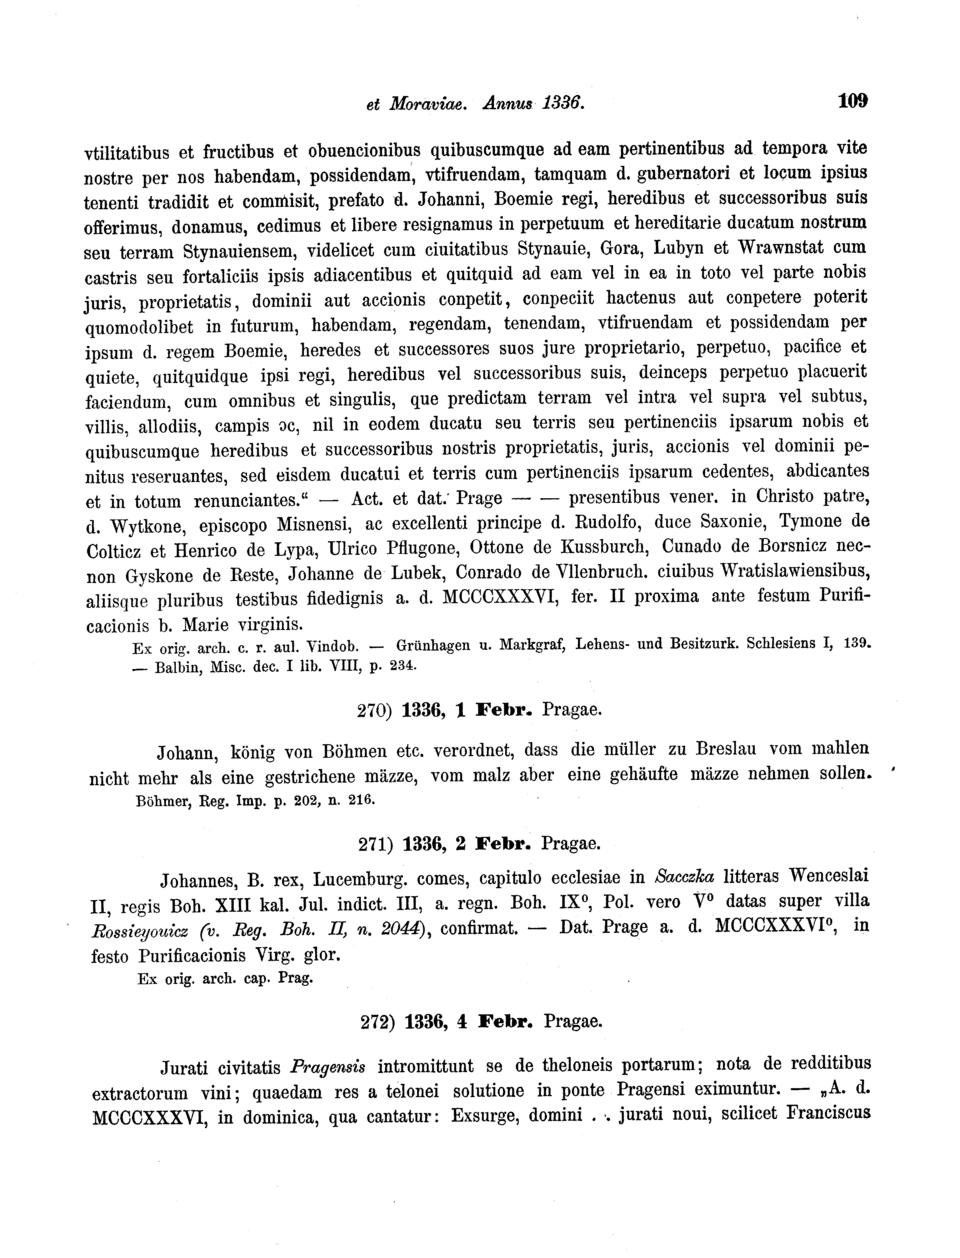 et Moraviae. Annus 1336. 109
vtilitatibus et fructibus et obuencionibus quibuscumque ad eam pertinentibus ad tempora vite
nostre per nos habendam, possidendam, vtifruendam, tamquam d. gubernatori et locum ipsius
tenenti tradidit et commisit, prefato d. Johanni, Boemie regi, heredibus et successoribus suis
offerimus, donamus, cedimus et libere resignamus in perpetuum et hereditarie ducatum nostrum
seu terram Stynauiensem, videlicet cum ciuitatibus Stynauie, Gora, Lubyn et Wrawnstat cum
castris seu fortaliciis ipsis adiacentibus et quitquid ad eam vel in ea in toto vel parte nobis
juris, proprietatis, dominii aut accionis conpetit, conpeciit hactenus aut conpetere poterit
quomodolibet in futurum, habendam, regendam, tenendam, vtifruendam et possidendam per
ipsum d. regem Boemie, heredes et successores suos jure proprietario, perpetuo, pacifice et
quiete, quitquidque ipsi regi, heredibus vel successoribus suis, deinceps perpetuo placuerit
faciendum, cum omnibus et singulis, que predictam terram vel intra vel supra vel subtus,
villis, allodiis, campis ɔc, nil in eodem ducatu seu terris seu pertinenciis ipsarum nobis et
quibuscumque heredibus et successoribus nostris proprietatis, juris, accionis vel dominii pe-
nitus reseruantes, sed eisdem ducatui et terris cum pertinenciis ipsarum cedentes, abdicantes
et in totum renunciantes.“ — Act. et dat. Prage — — presentibus vener. in Christo patre,
d. Wytkone, episcopo Misnensi, ac excellenti principe d. Rudolfo, duce Saxonie, Tymone de
Colticz et Henrico de Lypa, Ulrico Pflugone, Ottone de Kussburch, Cunado de Borsnicz nec-
non Gyskone de Reste, Johanne de Lubek, Conrado de Vllenbruch. ciuibus Wratislawiensibus,
aliisque pluribus testibus fidedignis a. d. MCCCXXXVI, fer. II proxima ante festum Purifi-
cacionis b. Marie virginis.
Ex orig. arch. c. r. aul. Vindob. — Grünhagen u. Markgraf, Lehens- und Besitzurk. Schlesiens I, 139.
— Balbin, Misc. dec. I lib. VIII, p. 234.
270) 1336, 1 Febr. Pragae.
Johann, könig von Böhmen etc. verordnet, dass die müller zu Breslau vom mahlen
nicht mehr als eine gestrichene mäzze, vom malz aber eine gehäufte mäzze nehmen sollen.
Böhmer, Reg. Imp. p. 202, n. 216.
271) 1336, 2 Febr. Pragae.
Johannes, B. rex, Lucemburg. comes, capitulo ecclesiae in Sacczka litteras Wenceslai
II, regis Boh. XIII kal. Jul. indict. III, a. regn. Boh. IX⁰, Pol. vero V⁰ datas super villa
Rossieyouicz (v. Reg. Boh. II, n. 2044), confirmat. — Dat. Prage a. d. MCCCXXXVI⁰, in
festo Purificacionis Virg. glor.
Ex orig. arch. cap. Prag.
272) 1336, 4 Febr. Pragae.
Jurati civitatis Pragensis intromittunt se de theloneis portarum; nota de redditibus
extractorum vini; quaedam res a telonei solutione in ponte Pragensi eximuntur. — „A. d.
MCCCXXXVI, in dominica, qua cantatur: Exsurge, domini . . jurati noui, scilicet Franciscus